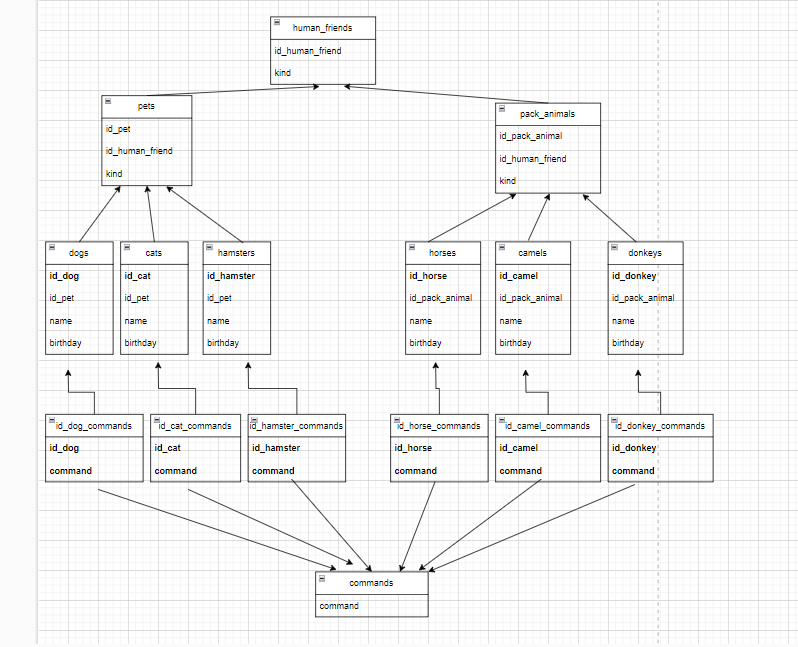 human_friends
id_human_friend
kind
pets
id_pet
id_human_friend
kind
pack_animals
id_pack_animal
id_human_friend
kind
dogs
id_dog
id_pet
name
birthday
cats
id_cat
id_pet
name
birthday
hamsters
id_hamster
id_pet
name
birthday
horses
id_horse
id_pack_animal
name
birthday
camels
id_camel
id_pack_animal
name
birthday
donkeys
id_donkey
id_pack_animal
name
birthday
id_dog_commands
id_dog
command
id_cat_commands
id_cat
command
id_hamster_commands
id_hamster
command
id_horse_commands
id_horse
command
id_camel_commands
id_camel
command
id_donkey_commands
id_donkey
command
commands
command